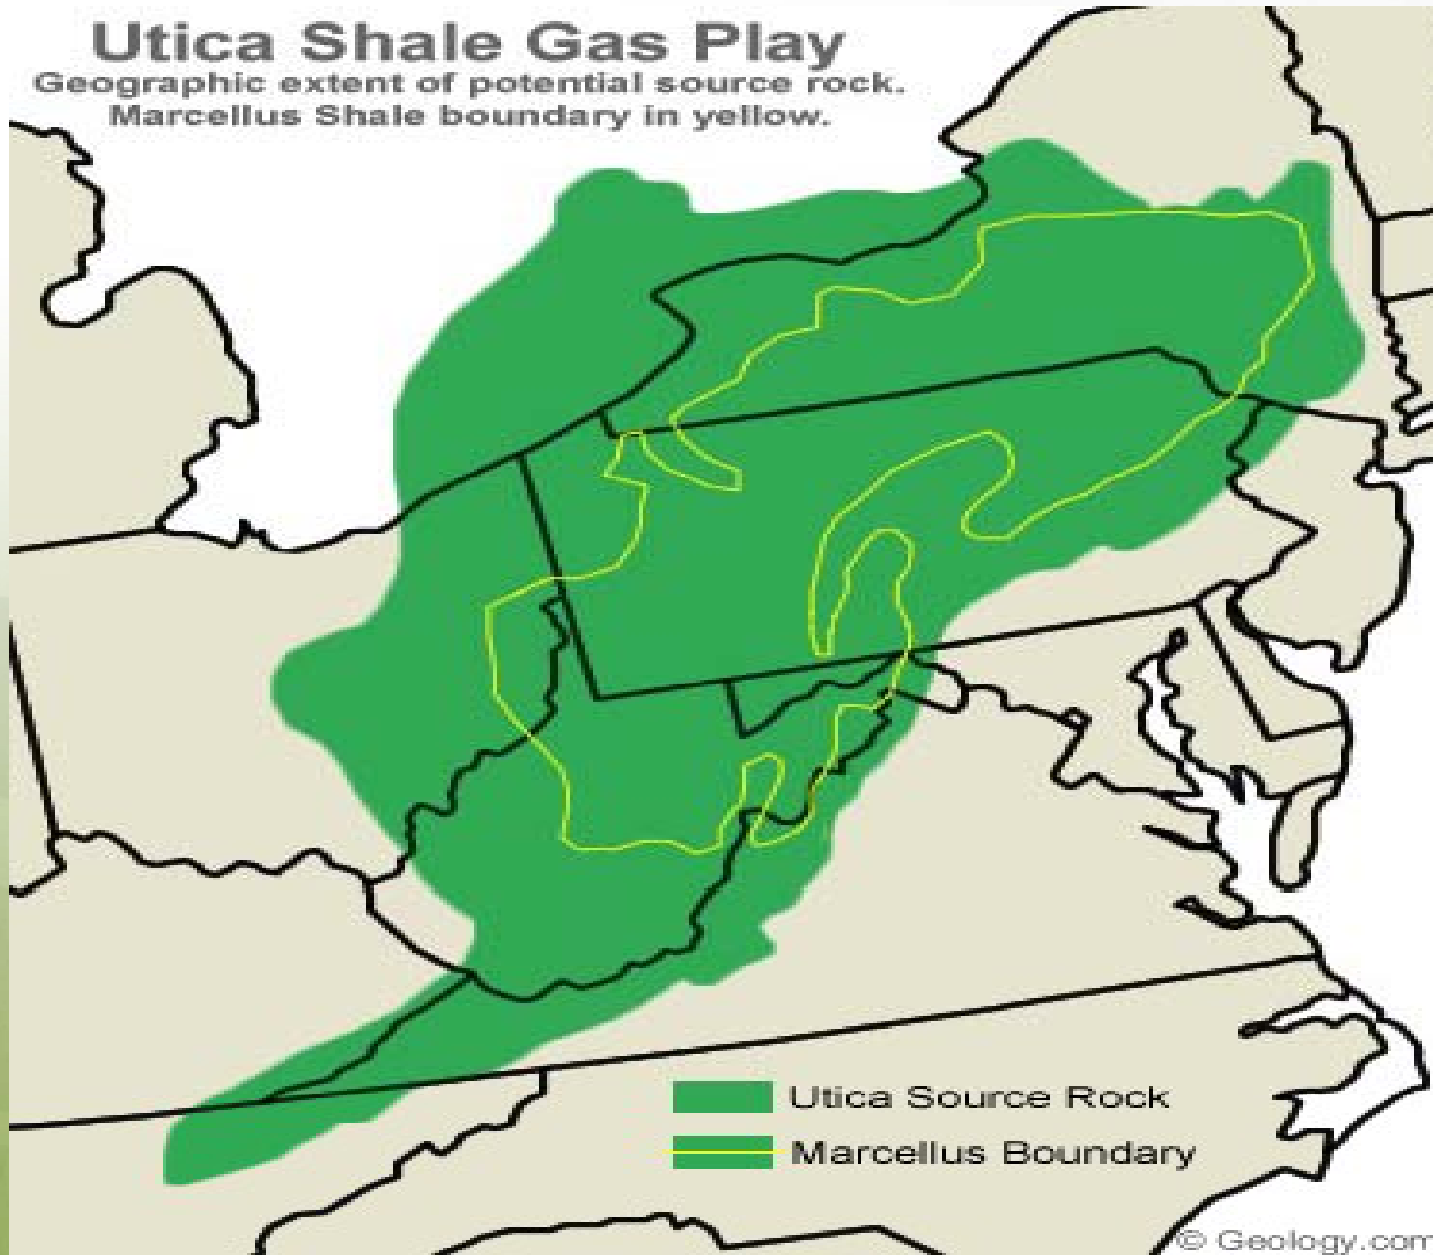 Utica Shale Gas Play
Geographic extent of potential source rock.
Marcellus Shale boundary in yellow.
Utica Source Rock
Marcellus Boundary
© Geology.com